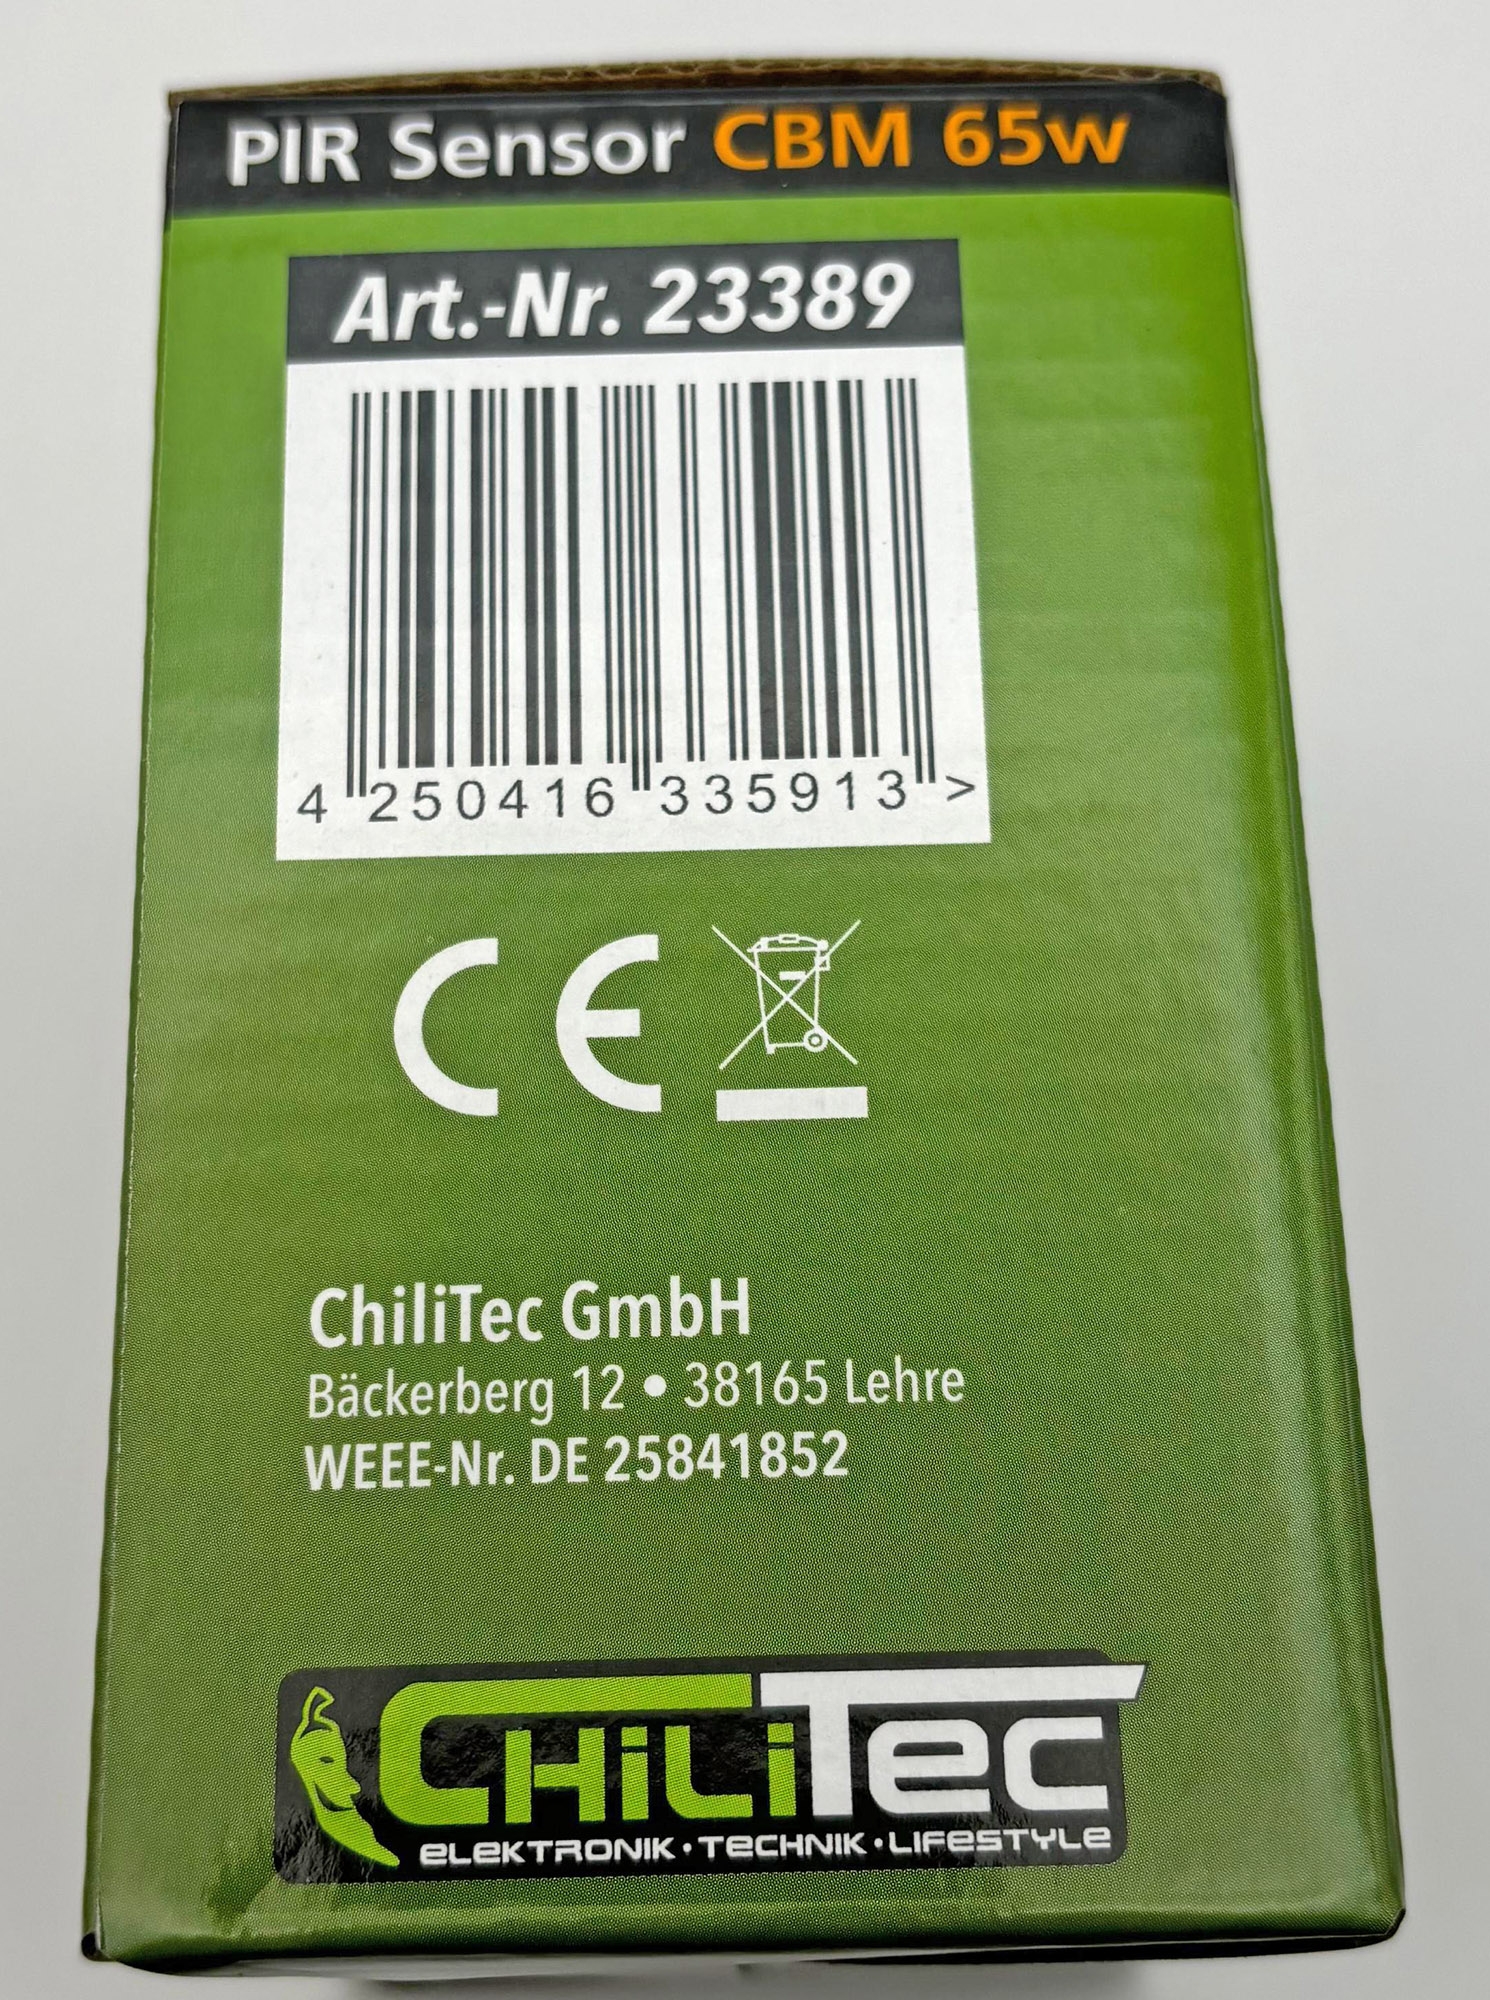 PIR Sensor CBM 65w
Art.-Nr. 23389
4 250416 335913 >
CE
ChiliTec GmbH
Bäckerberg 12 • 38165 Lehre
WEEE-Nr. DE 25841852
CHiLiTEC
ELEKTRONIK · TECHNIK · LIFESTYLE